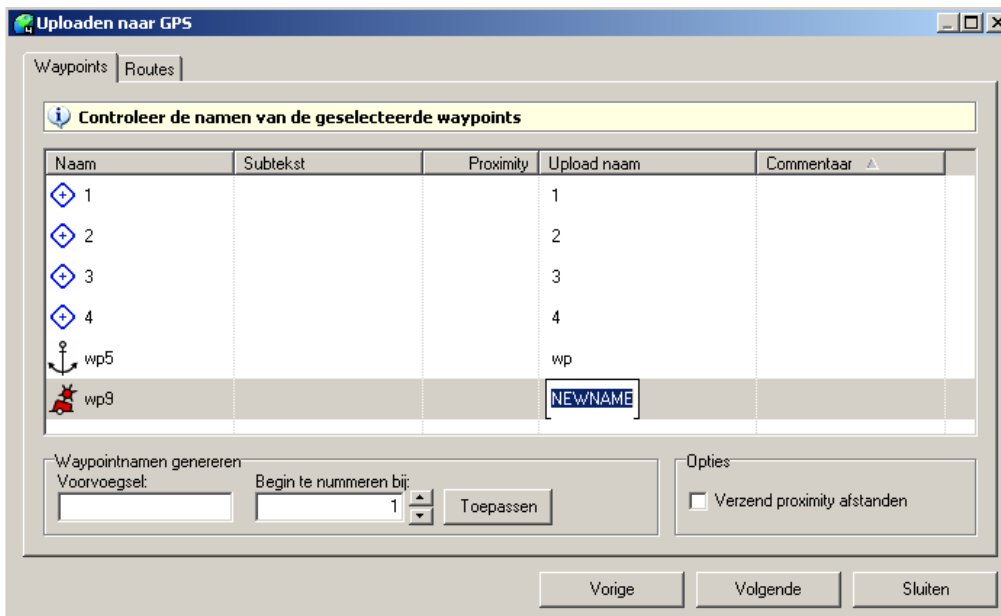 Uploaden naar GPS
Waypoints Routes
Controleer de namen van de geselecteerde waypoints
Naam Subtekst Proximity Upload naam Commentaar
1 1
2 2
3 3
4 4
wp5 wp
wp9 NEWNAME
Waypointnamen genereren Opties
Voorvoegsel: Begin te nummeren bij:
1 Toepassen Verzend proximity afstanden
Vorige Volgende Sluiten